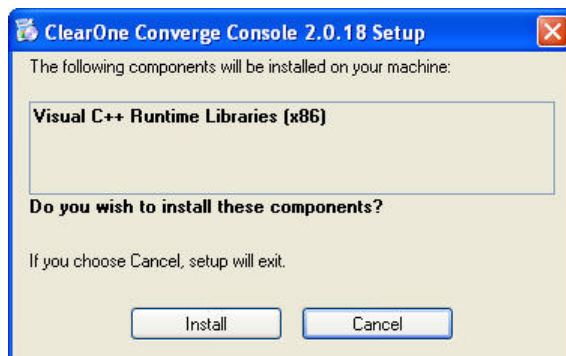 ClearOne Converge Console 2.0.18 Setup
The following components will be installed on your machine:
Visual C++ Runtime Libraries (x86)
Do you wish to install these components?
If you choose Cancel, setup will exit.
Install
Cancel